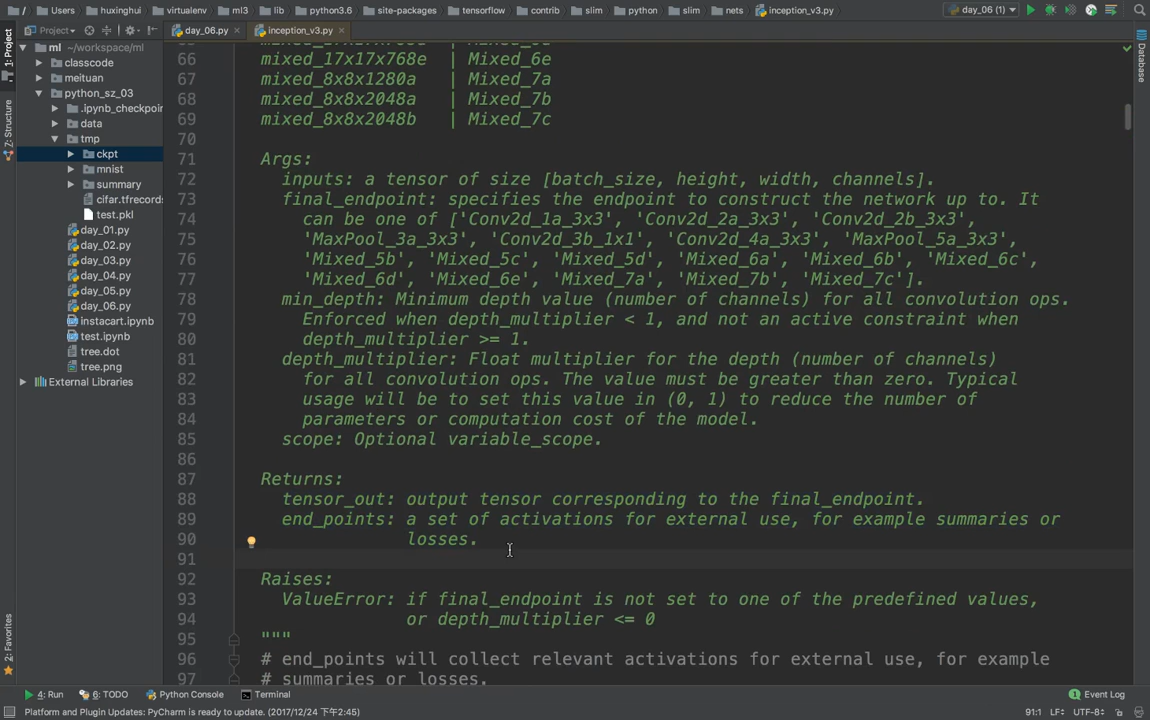 / Users huxinghui virtualenv ml3 lib python3.6 site-packages tensorflow contrib slim python slim nets inception_v3.py day_06 (1)
Project day_06.py inception_v3.py
1: Project
Z: Structure
2: Favorites
Database
ml ~/workspace/ml
classcode
meituan
python_sz_03
.ipynb_checkpoin
data
tmp
ckpt
mnist
summary
cifar.tfrecords
test.pkl
day_01.py
day_02.py
day_03.py
day_04.py
day_05.py
day_06.py
instacart.ipynb
test.ipynb
tree.dot
tree.png
External Libraries
66 mixed_17x17x768e | Mixed_6e
67 mixed_8x8x1280a | Mixed_7a
68 mixed_8x8x2048a | Mixed_7b
69 mixed_8x8x2048b | Mixed_7c
70
71 Args:
72 inputs: a tensor of size [batch_size, height, width, channels].
73 final_endpoint: specifies the endpoint to construct the network up to. It
74 can be one of ['Conv2d_1a_3x3', 'Conv2d_2a_3x3', 'Conv2d_2b_3x3',
75 'MaxPool_3a_3x3', 'Conv2d_3b_1x1', 'Conv2d_4a_3x3', 'MaxPool_5a_3x3',
76 'Mixed_5b', 'Mixed_5c', 'Mixed_5d', 'Mixed_6a', 'Mixed_6b', 'Mixed_6c',
77 'Mixed_6d', 'Mixed_6e', 'Mixed_7a', 'Mixed_7b', 'Mixed_7c'].
78 min_depth: Minimum depth value (number of channels) for all convolution ops.
79 Enforced when depth_multiplier < 1, and not an active constraint when
80 depth_multiplier >= 1.
81 depth_multiplier: Float multiplier for the depth (number of channels)
82 for all convolution ops. The value must be greater than zero. Typical
83 usage will be to set this value in (0, 1) to reduce the number of
84 parameters or computation cost of the model.
85 scope: Optional variable_scope.
86
87 Returns:
88 tensor_out: output tensor corresponding to the final_endpoint.
89 end_points: a set of activations for external use, for example summaries or
90 losses.
91
92 Raises:
93 ValueError: if final_endpoint is not set to one of the predefined values,
94 or depth_multiplier <= 0
95 """
96 # end_points will collect relevant activations for external use, for example
97 # summaries or losses.
4: Run 6: TODO Python Console Terminal Event Log
Platform and Plugin Updates: PyCharm is ready to update. (2017/12/24 下午2:45) 91:1 LF÷ UTF-8÷